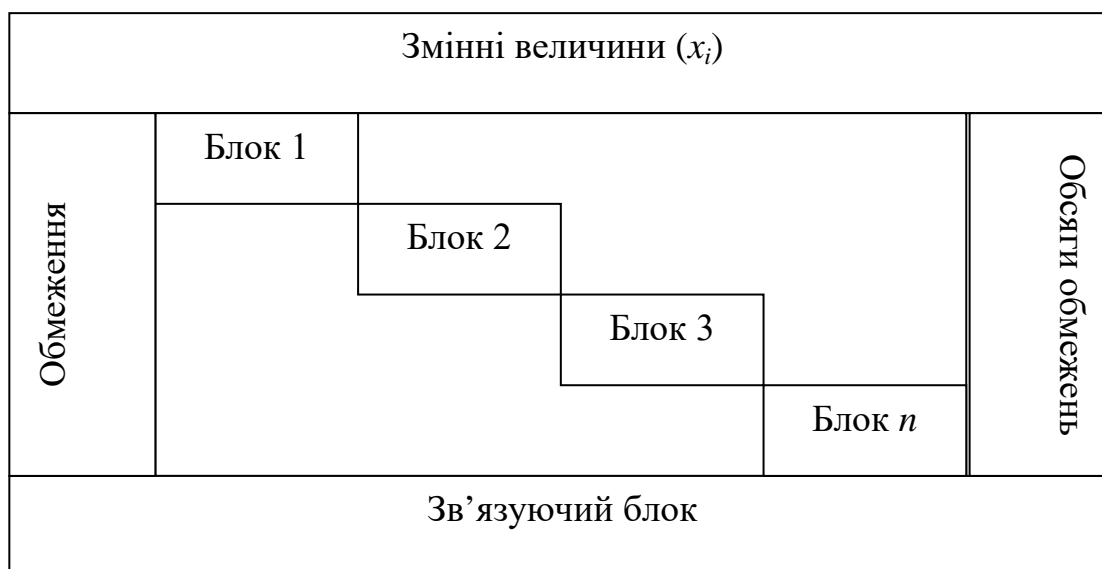 Змінні величини (xᵢ)
Обмеження
Блок 1
Блок 2
Блок 3
Блок n
Обсяги обмежень
Зв’язуючий блок